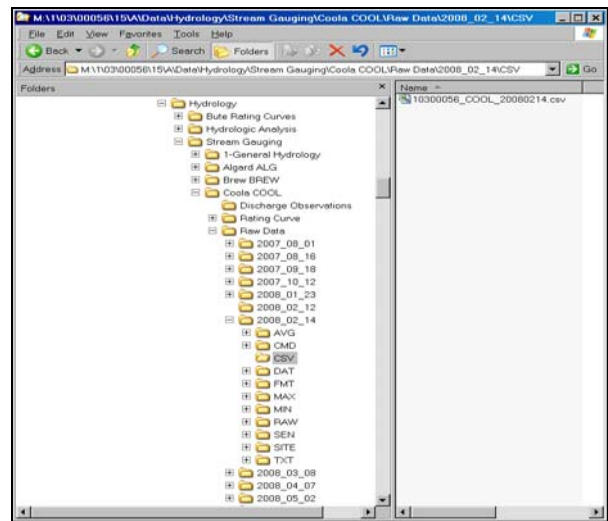 M:\1\03\00056\15\A\Data\Hydrology\Stream Gauging\Coola COOL\Raw Data\2008_02_14\CSV
File Edit View Favorites Tools Help
Back Search Folders
Address M:\1\03\00056\15\A\Data\Hydrology\Stream Gauging\Coola COOL\Raw Data\2008_02_14\CSV Go
Folders Name
10300056_COOL_20080214.csv
Hydrology
Bute Rating Curves
Hydrologic Analysis
Stream Gauging
1-General Hydrology
Algard ALG
Brew BREW
Coola COOL
Discharge Observations
Rating Curve
Raw Data
2007_08_01
2007_08_16
2007_09_18
2007_10_12
2008_01_23
2008_02_12
2008_02_14
AVG
CMD
CSV
DAT
FMT
MAX
MIN
RAW
SEN
SITE
TXT
2008_03_08
2008_04_07
2008_05_02